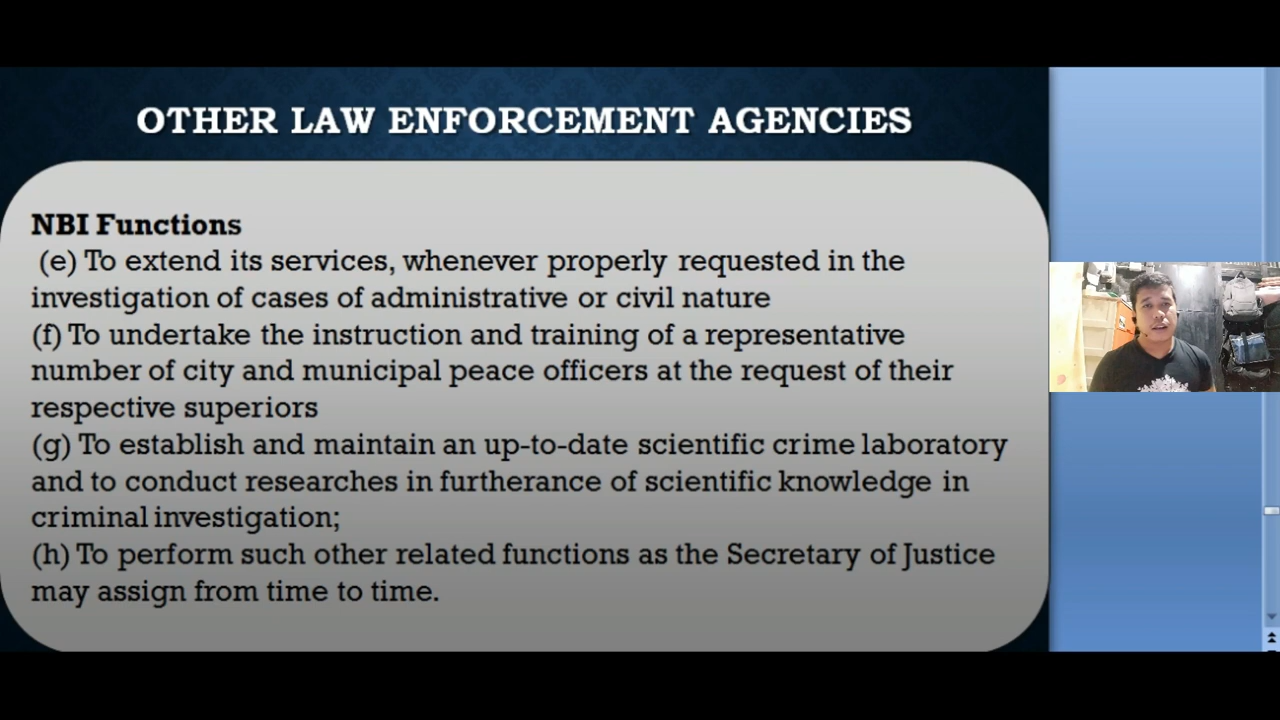 OTHER LAW ENFORCEMENT AGENCIES
NBI Functions
(e) To extend its services, whenever properly requested in the
investigation of cases of administrative or civil nature
(f) To undertake the instruction and training of a representative
number of city and municipal peace officers at the request of their
respective superiors
(g) To establish and maintain an up-to-date scientific crime laboratory
and to conduct researches in furtherance of scientific knowledge in
criminal investigation;
(h) To perform such other related functions as the Secretary of Justice
may assign from time to time.